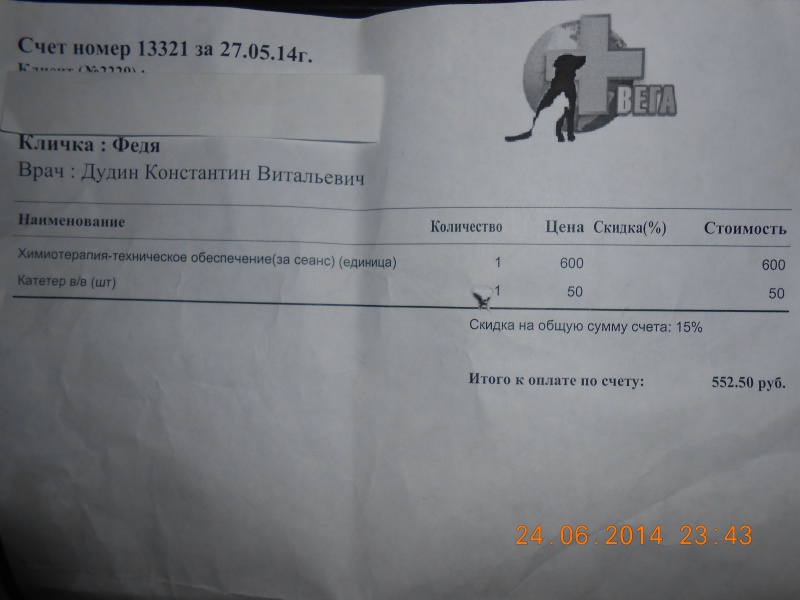 Счет номер 13321 за 27.05.14г.
Клиент (№2220) :
ВЕГА
Кличка : Федя
Врач : Дудин Константин Витальевич
Наименование Количество Цена Скидка(%) Стоимость
Химиотерапия-техническое обеспечение(за сеанс) (единица) 1 600 600
Катетер в/в (шт) 1 50 50
Скидка на общую сумму счета: 15%
Итого к оплате по счету: 552.50 руб.
24.06.2014 23:43